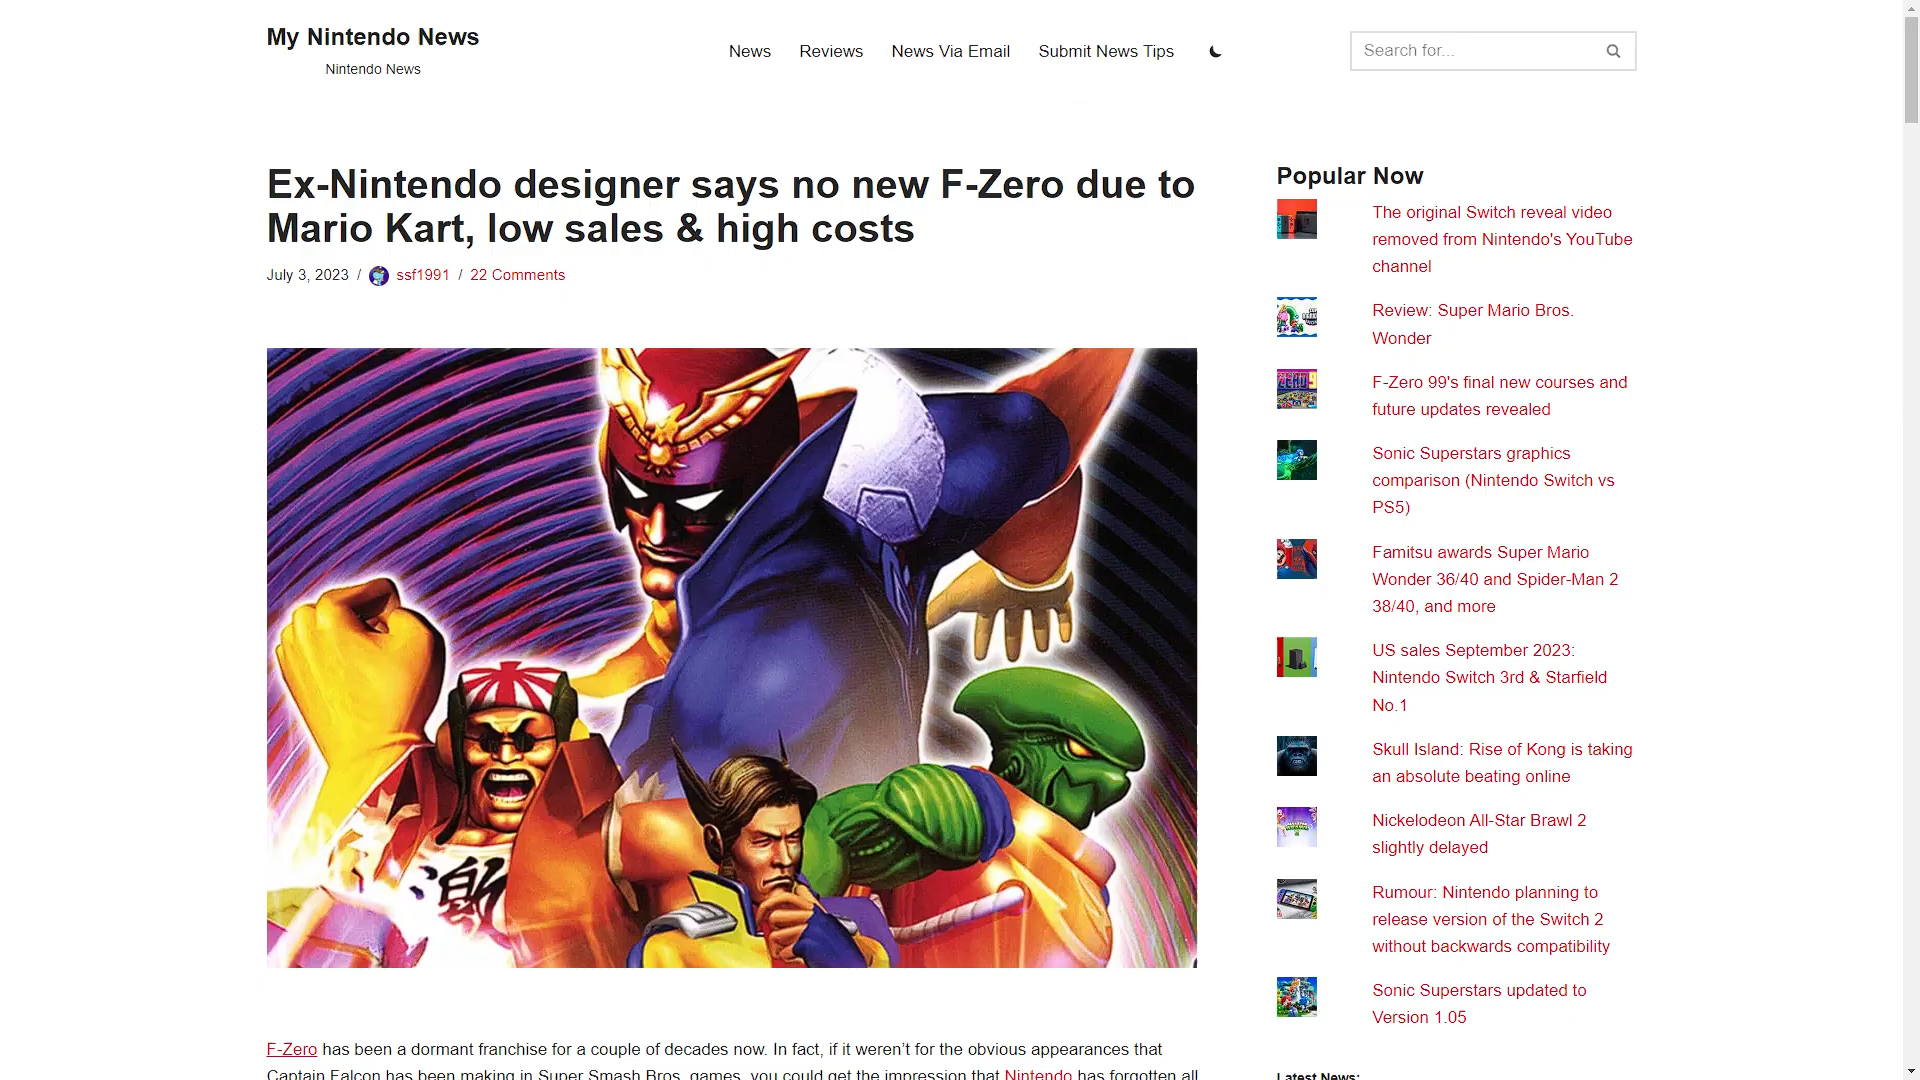 My Nintendo News
Nintendo News
News
Reviews
News Via Email
Submit News Tips
Search for...
Ex-Nintendo designer says no new F-Zero due to
Mario Kart, low sales & high costs
July 3, 2023 / ssf1991 / 22 Comments
激
F-Zero has been a dormant franchise for a couple of decades now. In fact, if it weren’t for the obvious appearances that
Captain Falcon has been making in Super Smash Bros. games, you could get the impression that Nintendo has forgotten all
Popular Now
The original Switch reveal video
removed from Nintendo's YouTube
channel
Review: Super Mario Bros.
Wonder
F-Zero 99's final new courses and
future updates revealed
Sonic Superstars graphics
comparison (Nintendo Switch vs
PS5)
Famitsu awards Super Mario
Wonder 36/40 and Spider-Man 2
38/40, and more
US sales September 2023:
Nintendo Switch 3rd & Starfield
No.1
Skull Island: Rise of Kong is taking
an absolute beating online
Nickelodeon All-Star Brawl 2
slightly delayed
Rumour: Nintendo planning to
release version of the Switch 2
without backwards compatibility
Sonic Superstars updated to
Version 1.05
Latest News: